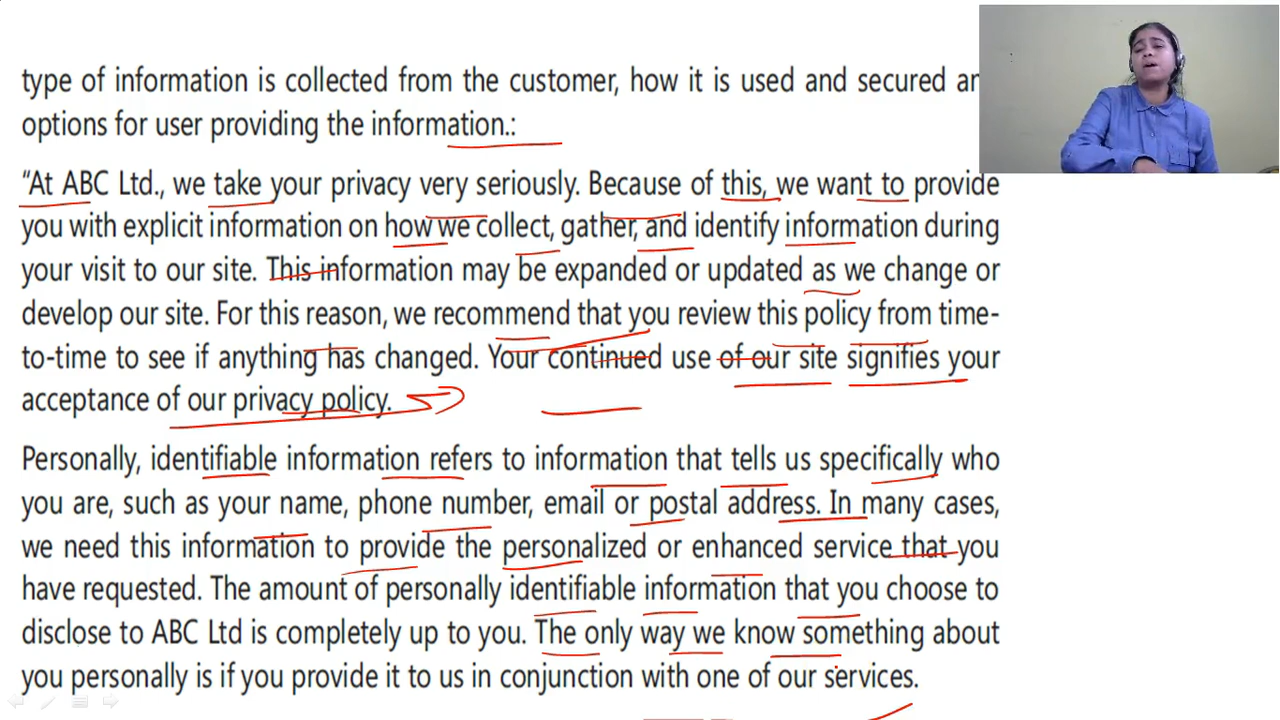 type of information is collected from the customer, how it is used and secured an
options for user providing the information.:
“At ABC Ltd., we take your privacy very seriously. Because of this, we want to provide
you with explicit information on how we collect, gather, and identify information during
your visit to our site. This information may be expanded or updated as we change or
develop our site. For this reason, we recommend that you review this policy from time-
to-time to see if anything has changed. Your continued use of our site signifies your
acceptance of our privacy policy.
Personally, identifiable information refers to information that tells us specifically who
you are, such as your name, phone number, email or postal address. In many cases,
we need this information to provide the personalized or enhanced service that you
have requested. The amount of personally identifiable information that you choose to
disclose to ABC Ltd is completely up to you. The only way we know something about
you personally is if you provide it to us in conjunction with one of our services.